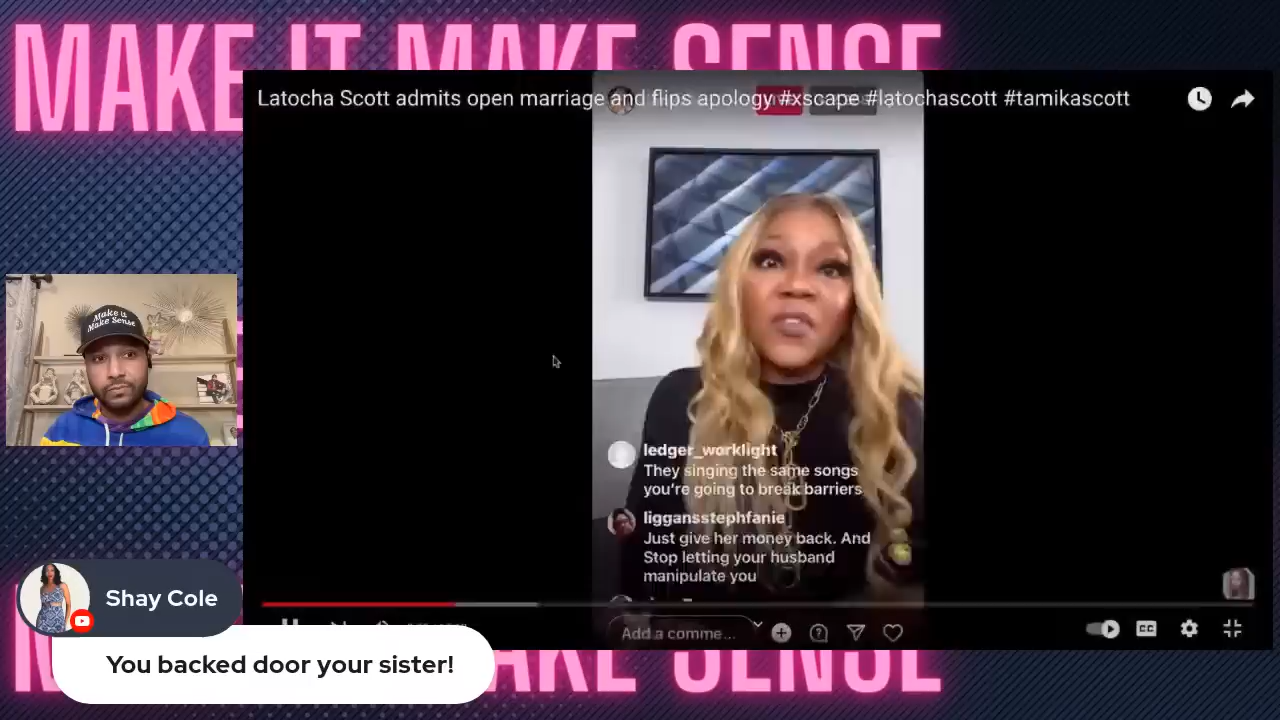 MAKE IT MAKE SENSE
Latocha Scott admits open marriage and flips apology #xscape #latochascott #tamikascott
Make it
Make Sense
ledger_worklight
They singing the same songs
you're going to break barriers
liggansstephfanie
Just give her money back. And
Stop letting your husband
manipulate you
Add a comme...
CC
Shay Cole
You backed door your sister!
MAKE SENSE